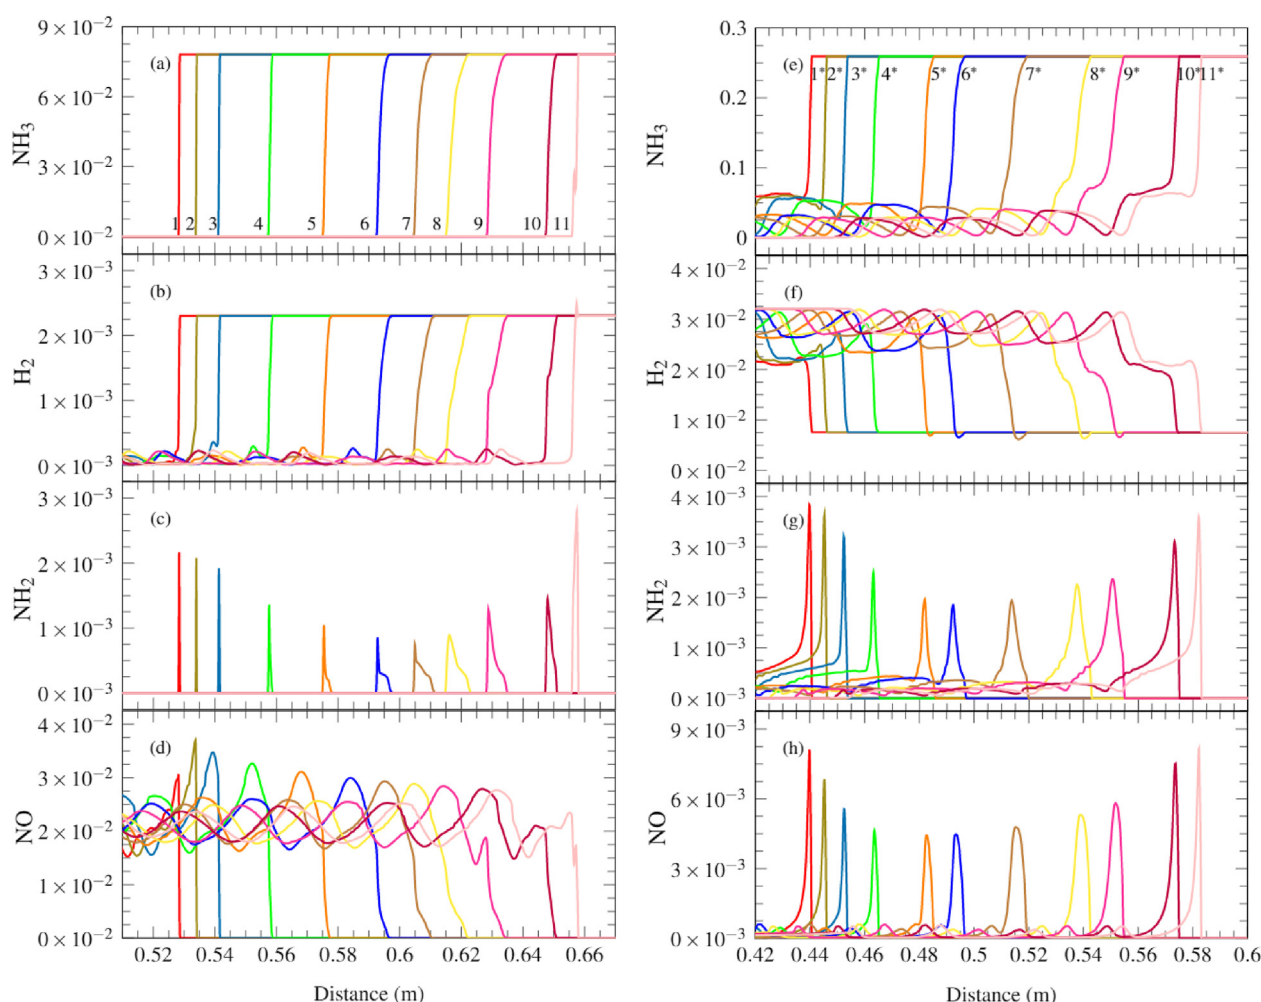 9 × 10⁻²
6 × 10⁻²
3 × 10⁻²
0 × 10⁻²
NH₃
(a)
1 2 3 4 5 6 7 8 9 10 11
3 × 10⁻³
2 × 10⁻³
1 × 10⁻³
0 × 10⁻³
H₂
(b)
3 × 10⁻³
2 × 10⁻³
1 × 10⁻³
0 × 10⁻³
NH₂
(c)
4 × 10⁻²
3 × 10⁻²
2 × 10⁻²
1 × 10⁻²
0 × 10⁻²
NO
(d)
0.52 0.54 0.56 0.58 0.6 0.62 0.64 0.66
Distance (m)
0.3
0.2
0.1
0
NH₃
(e)
1* 2* 3* 4* 5* 6* 7* 8* 9* 10* 11*
4 × 10⁻²
3 × 10⁻²
2 × 10⁻²
1 × 10⁻²
0 × 10⁻²
H₂
(f)
4 × 10⁻³
3 × 10⁻³
2 × 10⁻³
1 × 10⁻³
0 × 10⁻³
NH₂
(g)
9 × 10⁻³
6 × 10⁻³
3 × 10⁻³
0 × 10⁻³
NO
(h)
0.42 0.44 0.46 0.48 0.5 0.52 0.54 0.56 0.58 0.6
Distance (m)